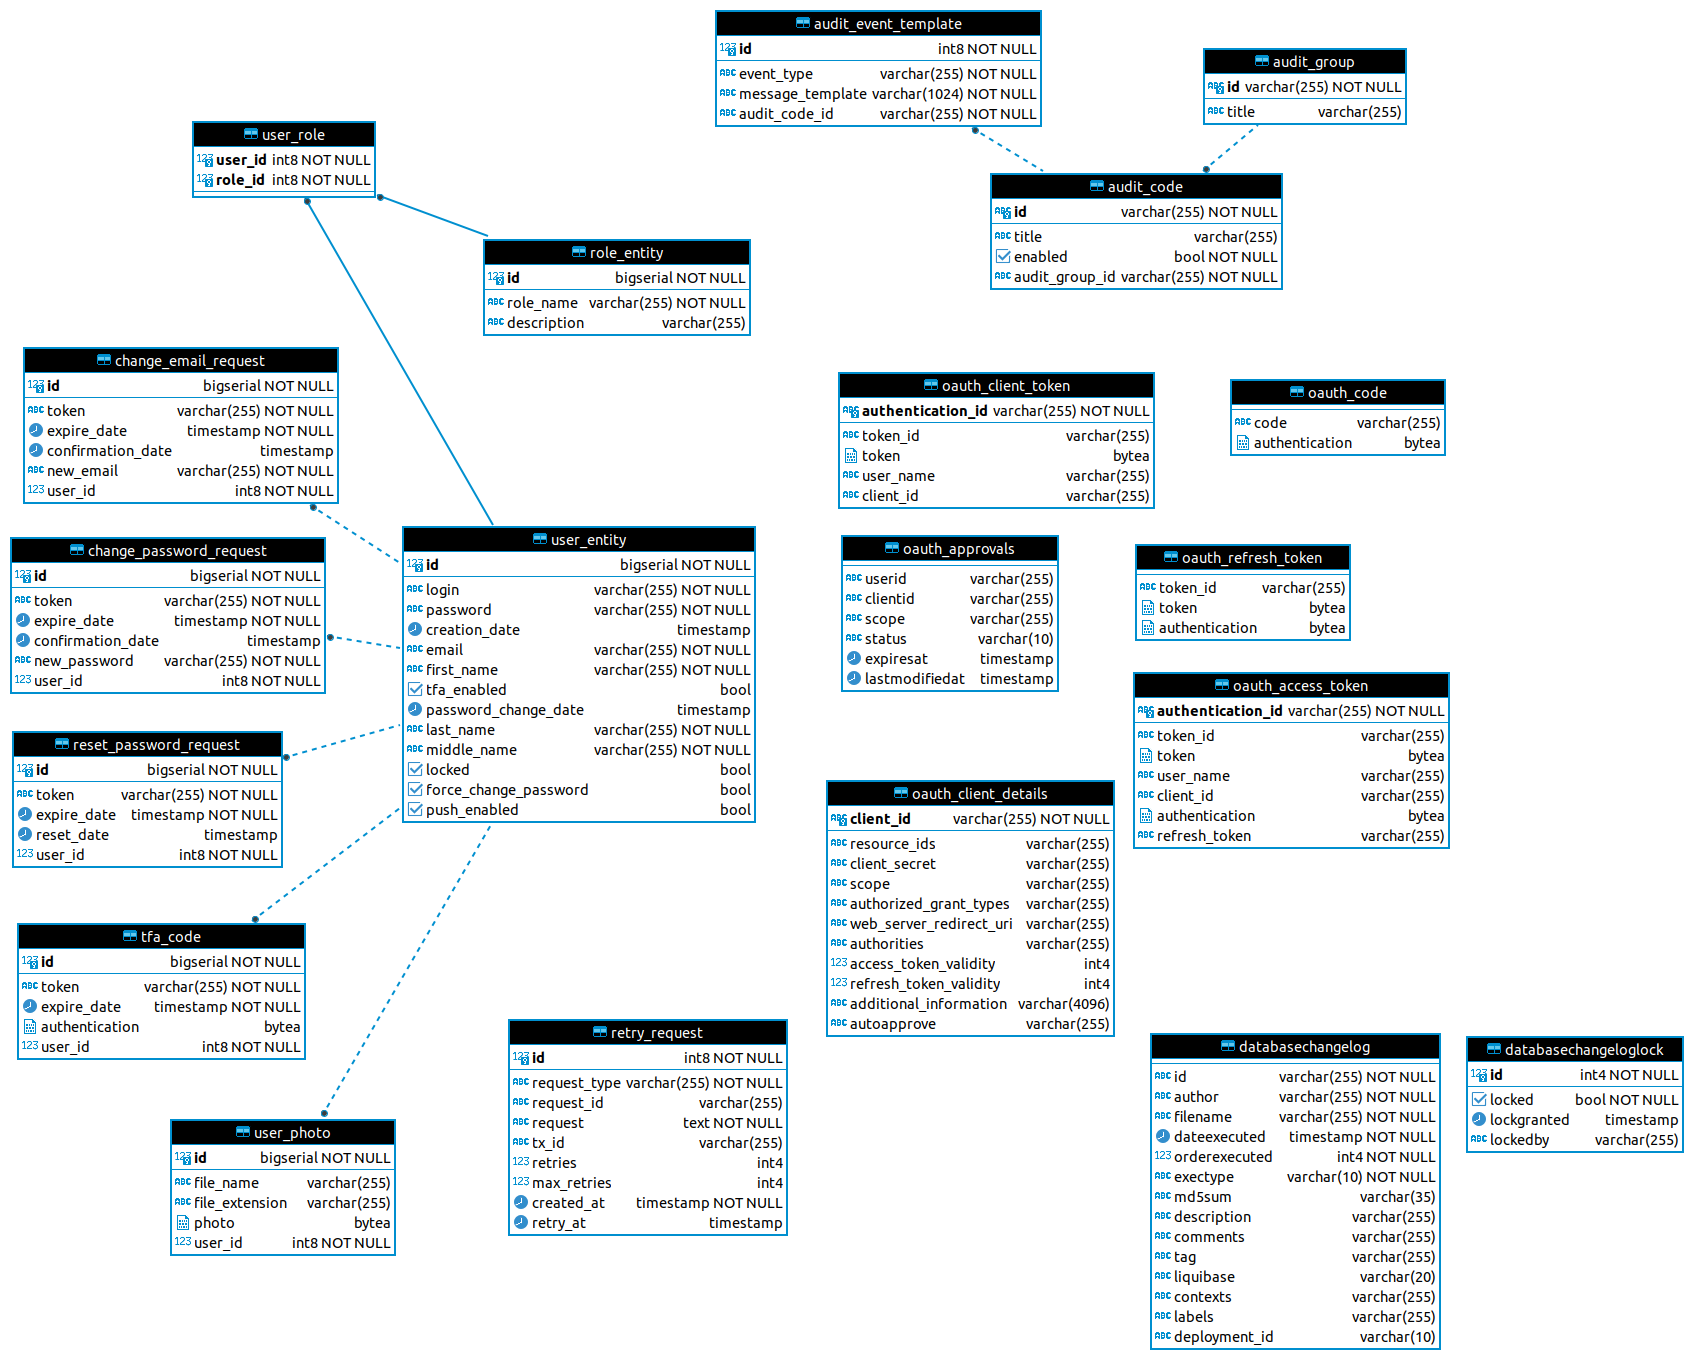 audit_event_template
id int8 NOT NULL
event_type varchar(255) NOT NULL
message_template varchar(1024) NOT NULL
audit_code_id varchar(255) NOT NULL
audit_group
id varchar(255) NOT NULL
title varchar(255)
user_role
user_id int8 NOT NULL
role_id int8 NOT NULL
audit_code
id varchar(255) NOT NULL
title varchar(255)
enabled bool NOT NULL
audit_group_id varchar(255) NOT NULL
role_entity
id bigserial NOT NULL
role_name varchar(255) NOT NULL
description varchar(255)
change_email_request
id bigserial NOT NULL
token varchar(255) NOT NULL
expire_date timestamp NOT NULL
confirmation_date timestamp
new_email varchar(255) NOT NULL
user_id int8 NOT NULL
oauth_client_token
authentication_id varchar(255) NOT NULL
token_id varchar(255)
token bytea
user_name varchar(255)
client_id varchar(255)
oauth_code
code varchar(255)
authentication bytea
change_password_request
id bigserial NOT NULL
token varchar(255) NOT NULL
expire_date timestamp NOT NULL
confirmation_date timestamp
new_password varchar(255) NOT NULL
user_id int8 NOT NULL
user_entity
id bigserial NOT NULL
login varchar(255) NOT NULL
password varchar(255) NOT NULL
creation_date timestamp
email varchar(255) NOT NULL
first_name varchar(255) NOT NULL
tfa_enabled bool
password_change_date timestamp
last_name varchar(255) NOT NULL
middle_name varchar(255) NOT NULL
locked bool
force_change_password bool
push_enabled bool
oauth_approvals
userid varchar(255)
clientid varchar(255)
scope varchar(255)
status varchar(10)
expiresat timestamp
lastmodifiedat timestamp
oauth_refresh_token
token_id varchar(255)
token bytea
authentication bytea
oauth_access_token
authentication_id varchar(255) NOT NULL
token_id varchar(255)
token bytea
user_name varchar(255)
client_id varchar(255)
authentication bytea
refresh_token varchar(255)
reset_password_request
id bigserial NOT NULL
token varchar(255) NOT NULL
expire_date timestamp NOT NULL
reset_date timestamp
user_id int8 NOT NULL
oauth_client_details
client_id varchar(255) NOT NULL
resource_ids varchar(255)
client_secret varchar(255)
scope varchar(255)
authorized_grant_types varchar(255)
web_server_redirect_uri varchar(255)
authorities varchar(255)
access_token_validity int4
refresh_token_validity int4
additional_information varchar(4096)
autoapprove varchar(255)
tfa_code
id bigserial NOT NULL
token varchar(255) NOT NULL
expire_date timestamp NOT NULL
authentication bytea
user_id int8 NOT NULL
retry_request
id int8 NOT NULL
request_type varchar(255) NOT NULL
request_id varchar(255)
request text NOT NULL
tx_id varchar(255)
retries int4
max_retries int4
created_at timestamp NOT NULL
retry_at timestamp
databasechangelog
id varchar(255) NOT NULL
author varchar(255) NOT NULL
filename varchar(255) NOT NULL
dateexecuted timestamp NOT NULL
orderexecuted int4 NOT NULL
exectype varchar(10) NOT NULL
md5sum varchar(35)
description varchar(255)
comments varchar(255)
tag varchar(255)
liquibase varchar(20)
contexts varchar(255)
labels varchar(255)
deployment_id varchar(10)
databasechangeloglock
id int4 NOT NULL
locked bool NOT NULL
lockgranted timestamp
lockedby varchar(255)
user_photo
id bigserial NOT NULL
file_name varchar(255)
file_extension varchar(255)
photo bytea
user_id int8 NOT NULL